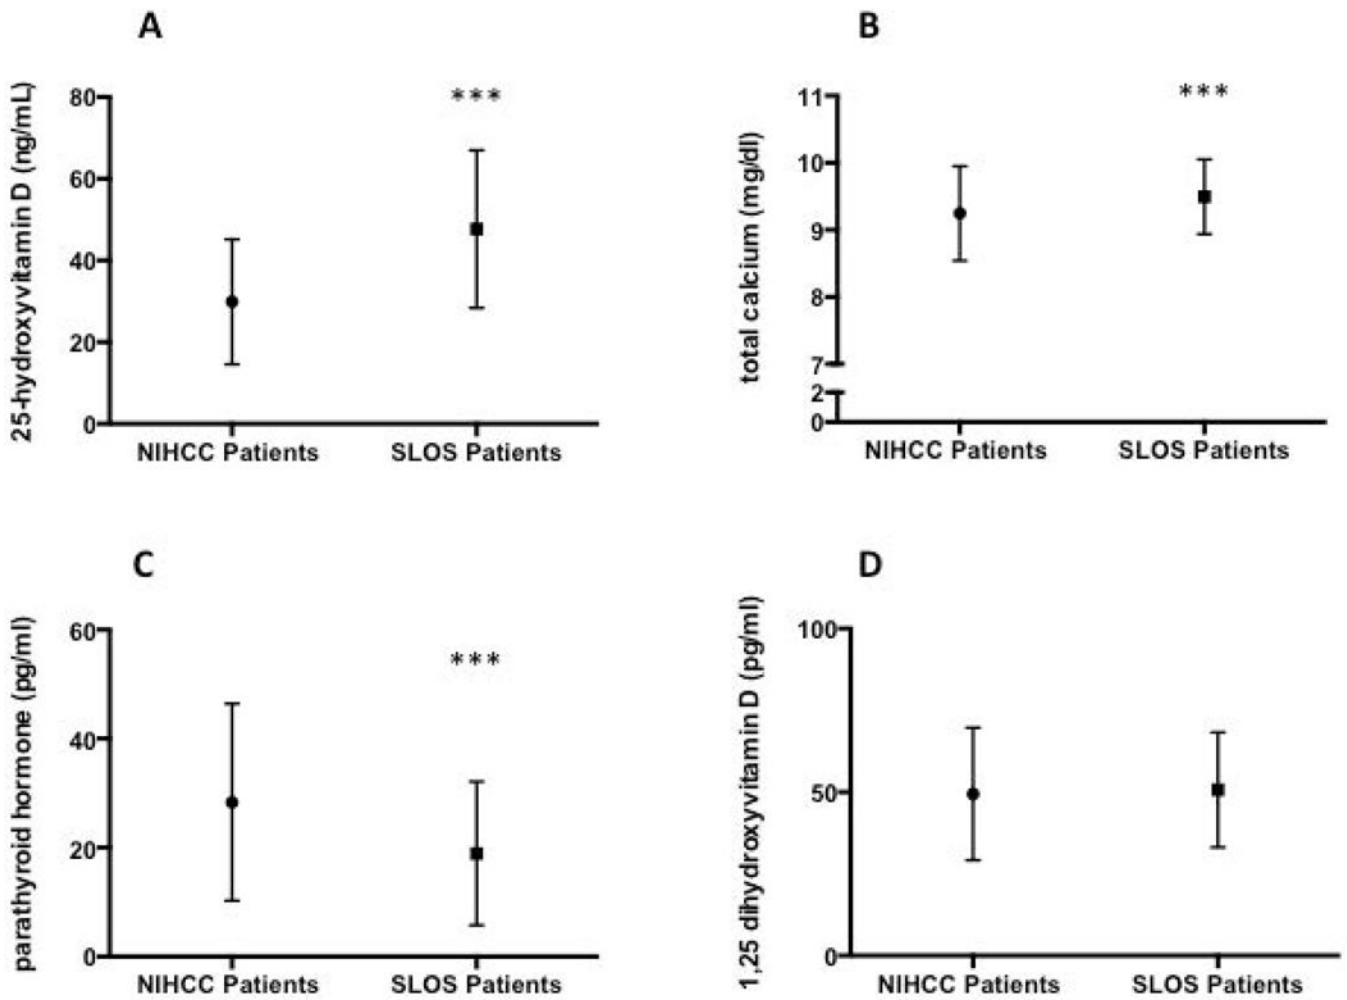 A
25-hydroxyvitamin D (ng/mL)
80
60
40
20
0
***
NIHCC Patients
SLOS Patients
B
total calcium (mg/dl)
11
10
9
8
7
2
0
***
NIHCC Patients
SLOS Patients
C
parathyroid hormone (pg/ml)
60
40
20
0
***
NIHCC Patients
SLOS Patients
D
1,25 dihydroxyvitamin D (pg/ml)
100
50
0
NIHCC Patients
SLOS Patients